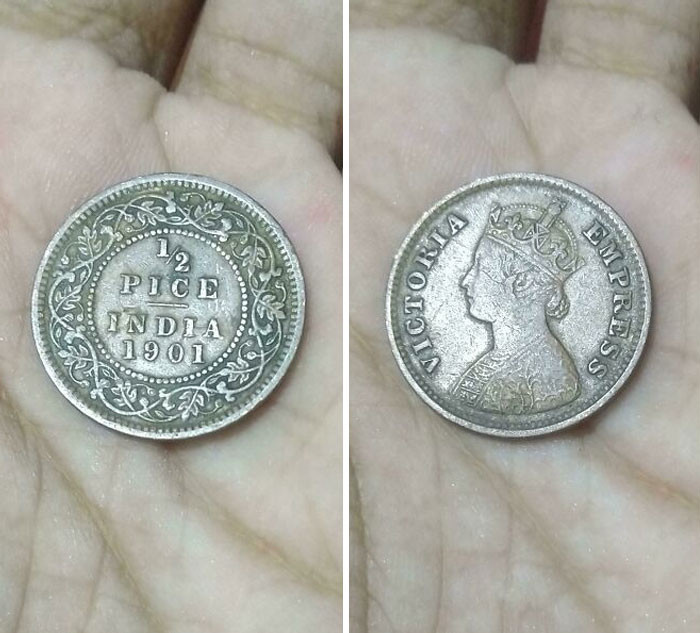 ½
PICE
INDIA
1901
VICTORIA EMPRESS